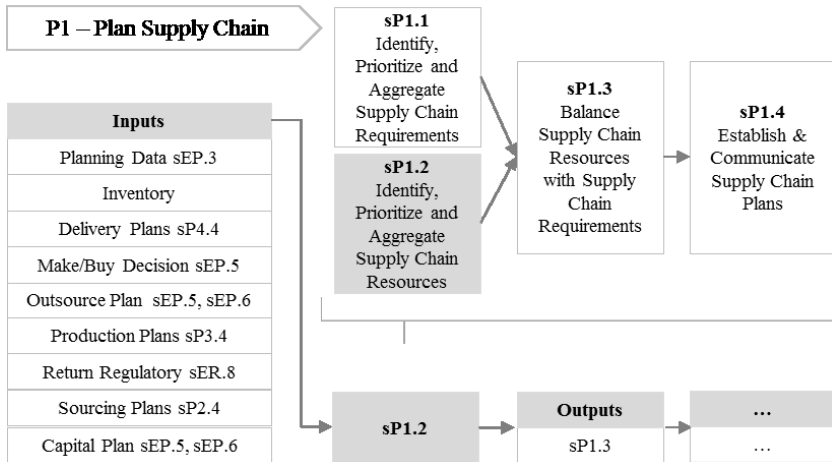 P1 – Plan Supply Chain
sP1.1
Identify,
Prioritize and
Aggregate
Supply Chain
Requirements
sP1.2
Identify,
Prioritize and
Aggregate
Supply Chain
Resources
sP1.3
Balance
Supply Chain
Resources
with Supply
Chain
Requirements
sP1.4
Establish &
Communicate
Supply Chain
Plans
Inputs
Planning Data sEP.3
Inventory
Delivery Plans sP4.4
Make/Buy Decision sEP.5
Outsource Plan sEP.5, sEP.6
Production Plans sP3.4
Return Regulatory sER.8
Sourcing Plans sP2.4
Capital Plan sEP.5, sEP.6
sP1.2
Outputs
sP1.3
...
...